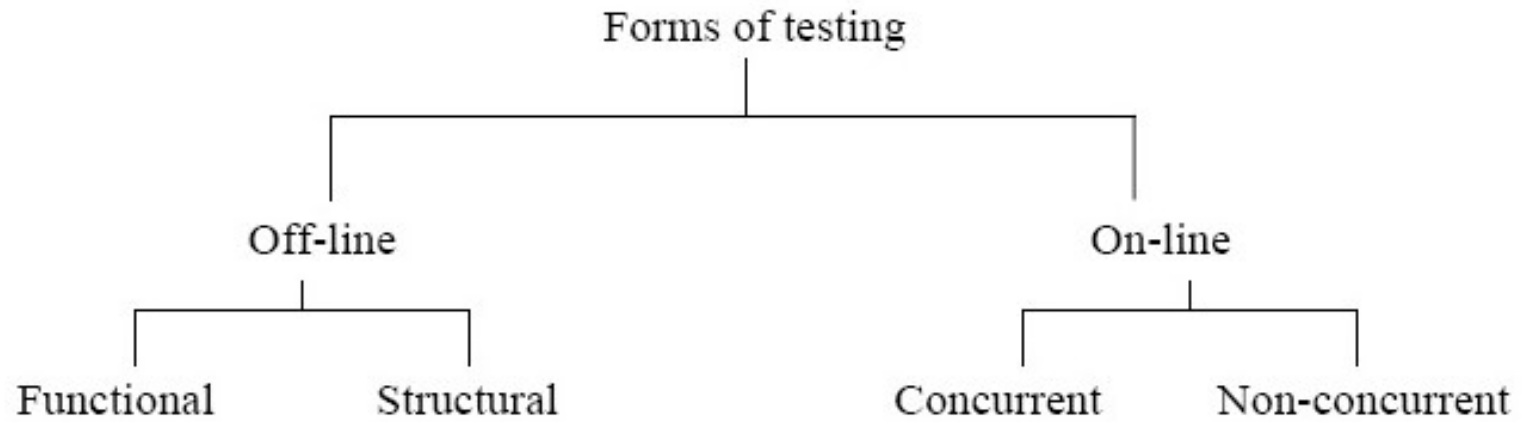 Forms of testing
Off-line On-line
Functional Structural Concurrent Non-concurrent